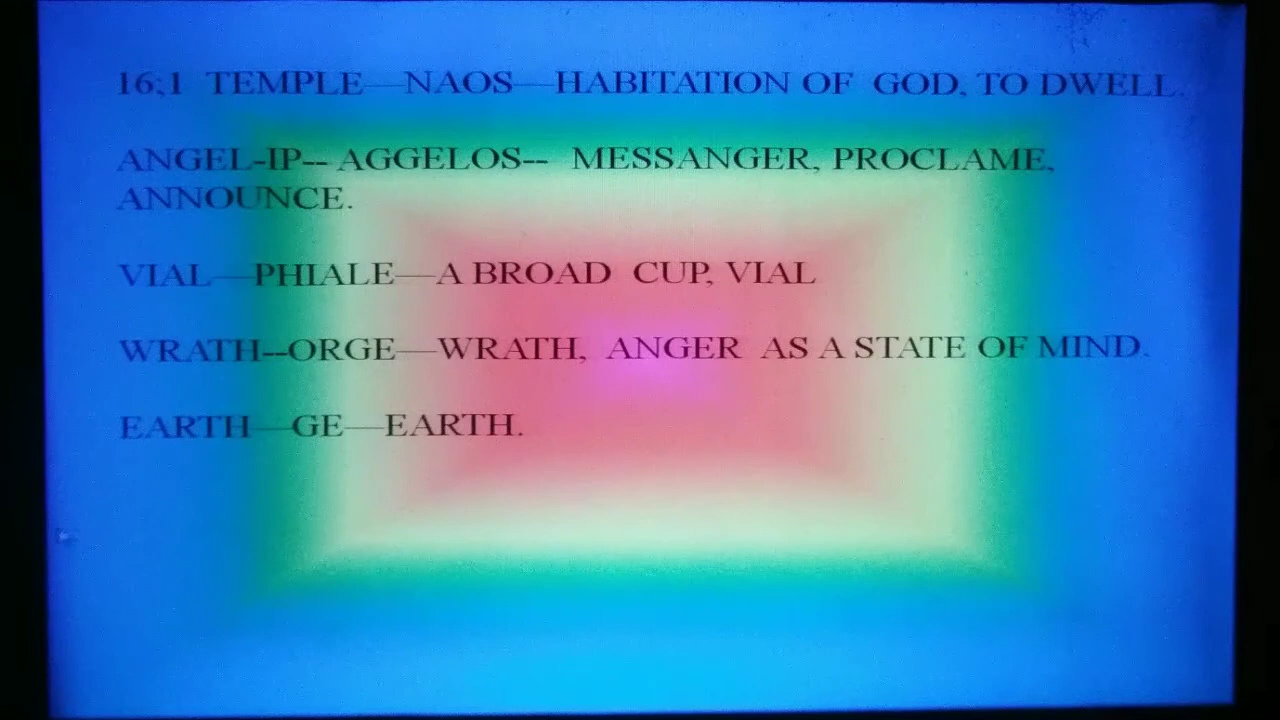 16;1 TEMPLE—NAOS—HABITATION OF GOD, TO DWELL.
ANGEL-IP-- AGGELOS-- MESSANGER, PROCLAME,
ANNOUNCE.
VIAL—PHIALE—A BROAD CUP, VIAL
WRATH--ORGE—WRATH, ANGER AS A STATE OF MIND.
EARTH—GE—EARTH.